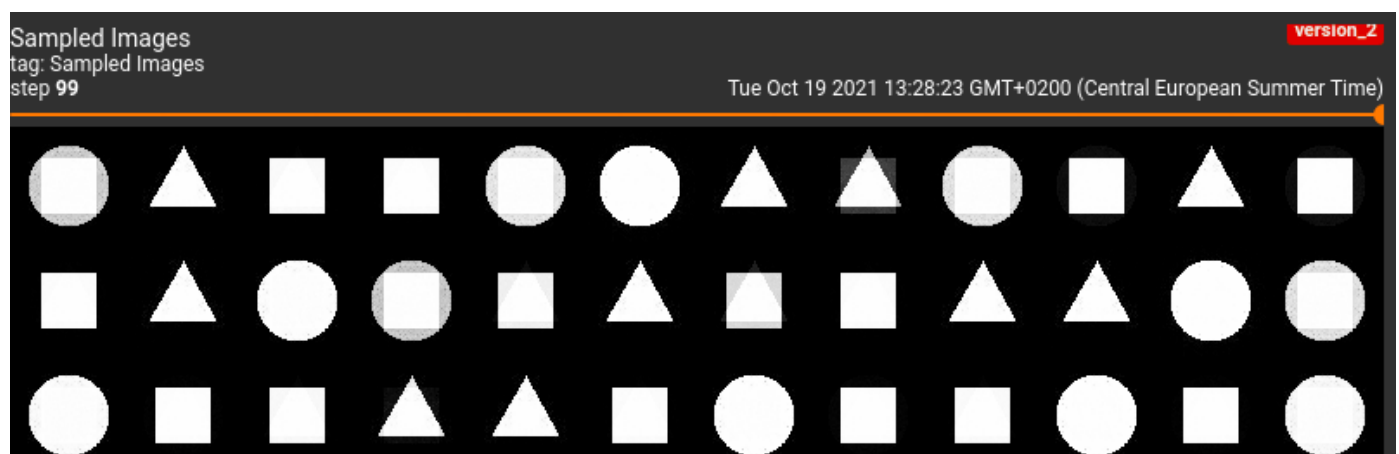 Sampled Images
version_2
tag: Sampled Images
step 99
Tue Oct 19 2021 13:28:23 GMT+0200 (Central European Summer Time)